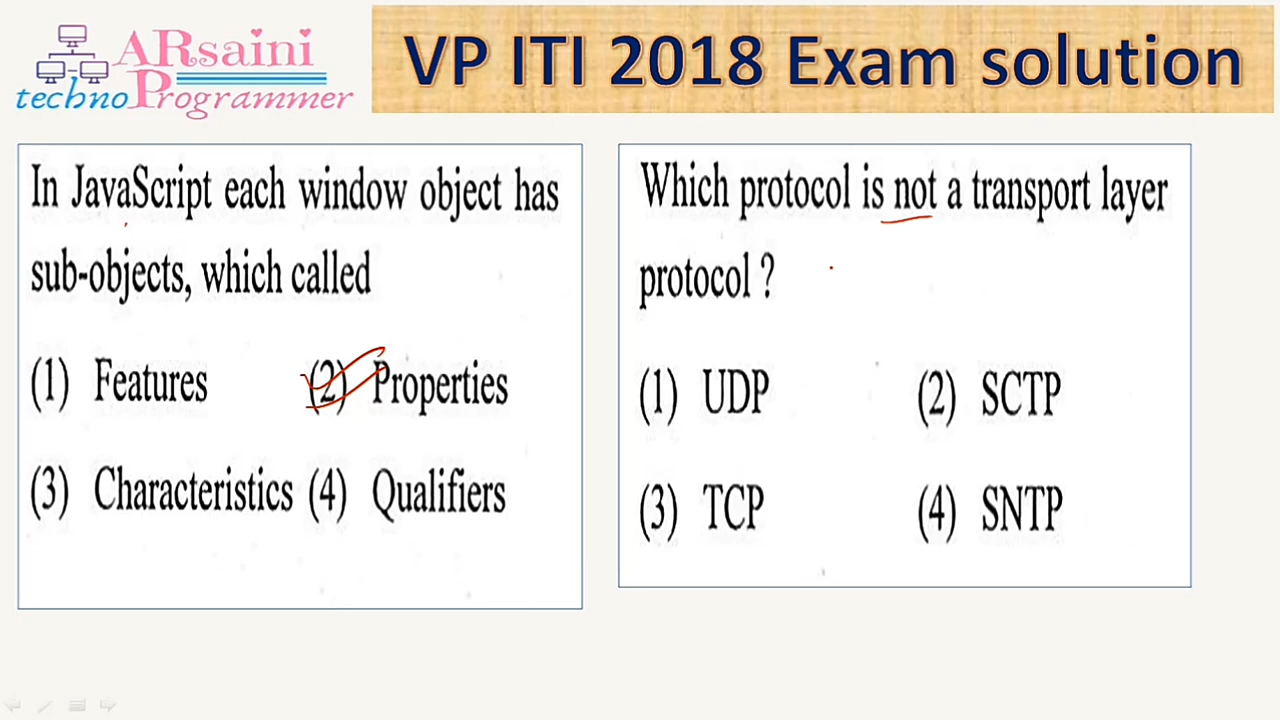 ARsaini
techno Programmer
VP ITI 2018 Exam solution
In JavaScript each window object has
sub-objects, which called
(1) Features (2) Properties
(3) Characteristics (4) Qualifiers
Which protocol is not a transport layer
protocol ?
(1) UDP (2) SCTP
(3) TCP (4) SNTP